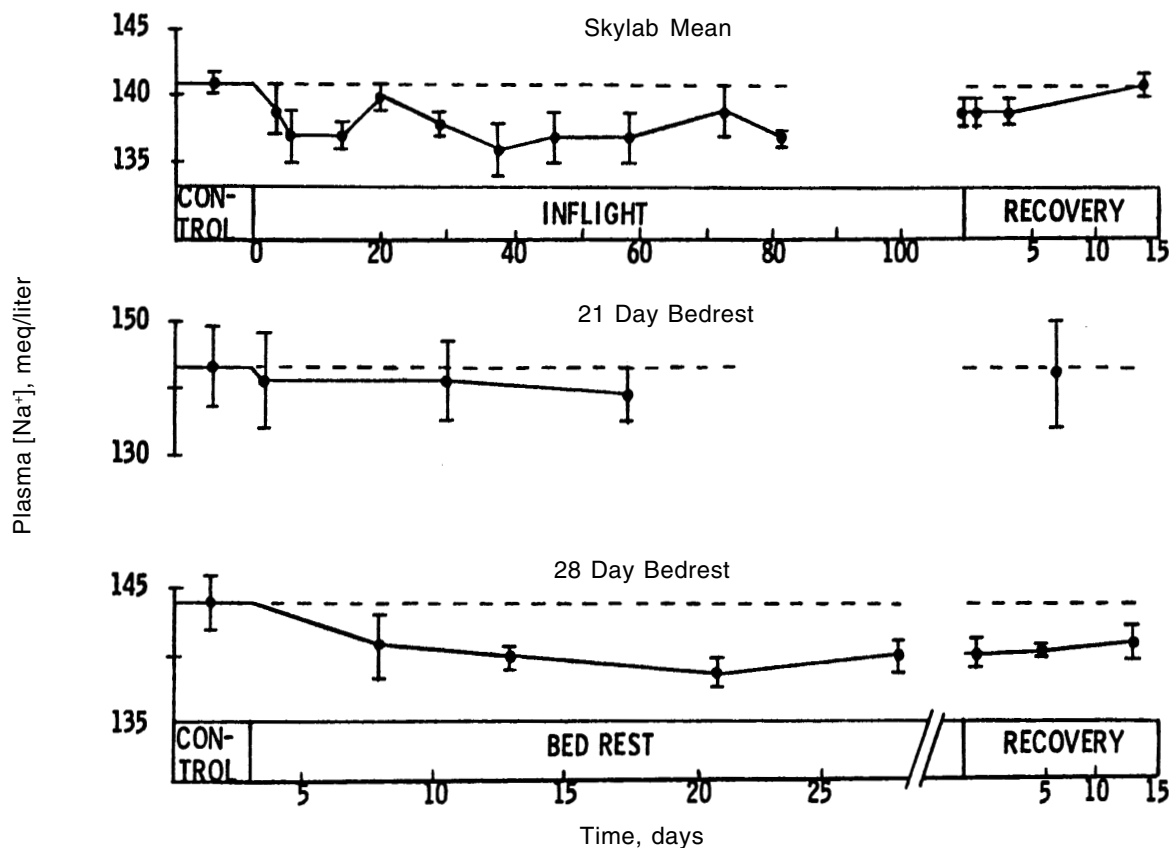 Skylab Mean
145
140
135
CON-
TROL
INFLIGHT
RECOVERY
0 20 40 60 80 100 5 10 15
Plasma [Na⁺], meq/liter
21 Day Bedrest
150
130
28 Day Bedrest
145
135
CON-
TROL
BED REST
RECOVERY
5 10 15 20 25 5 10 15
Time, days